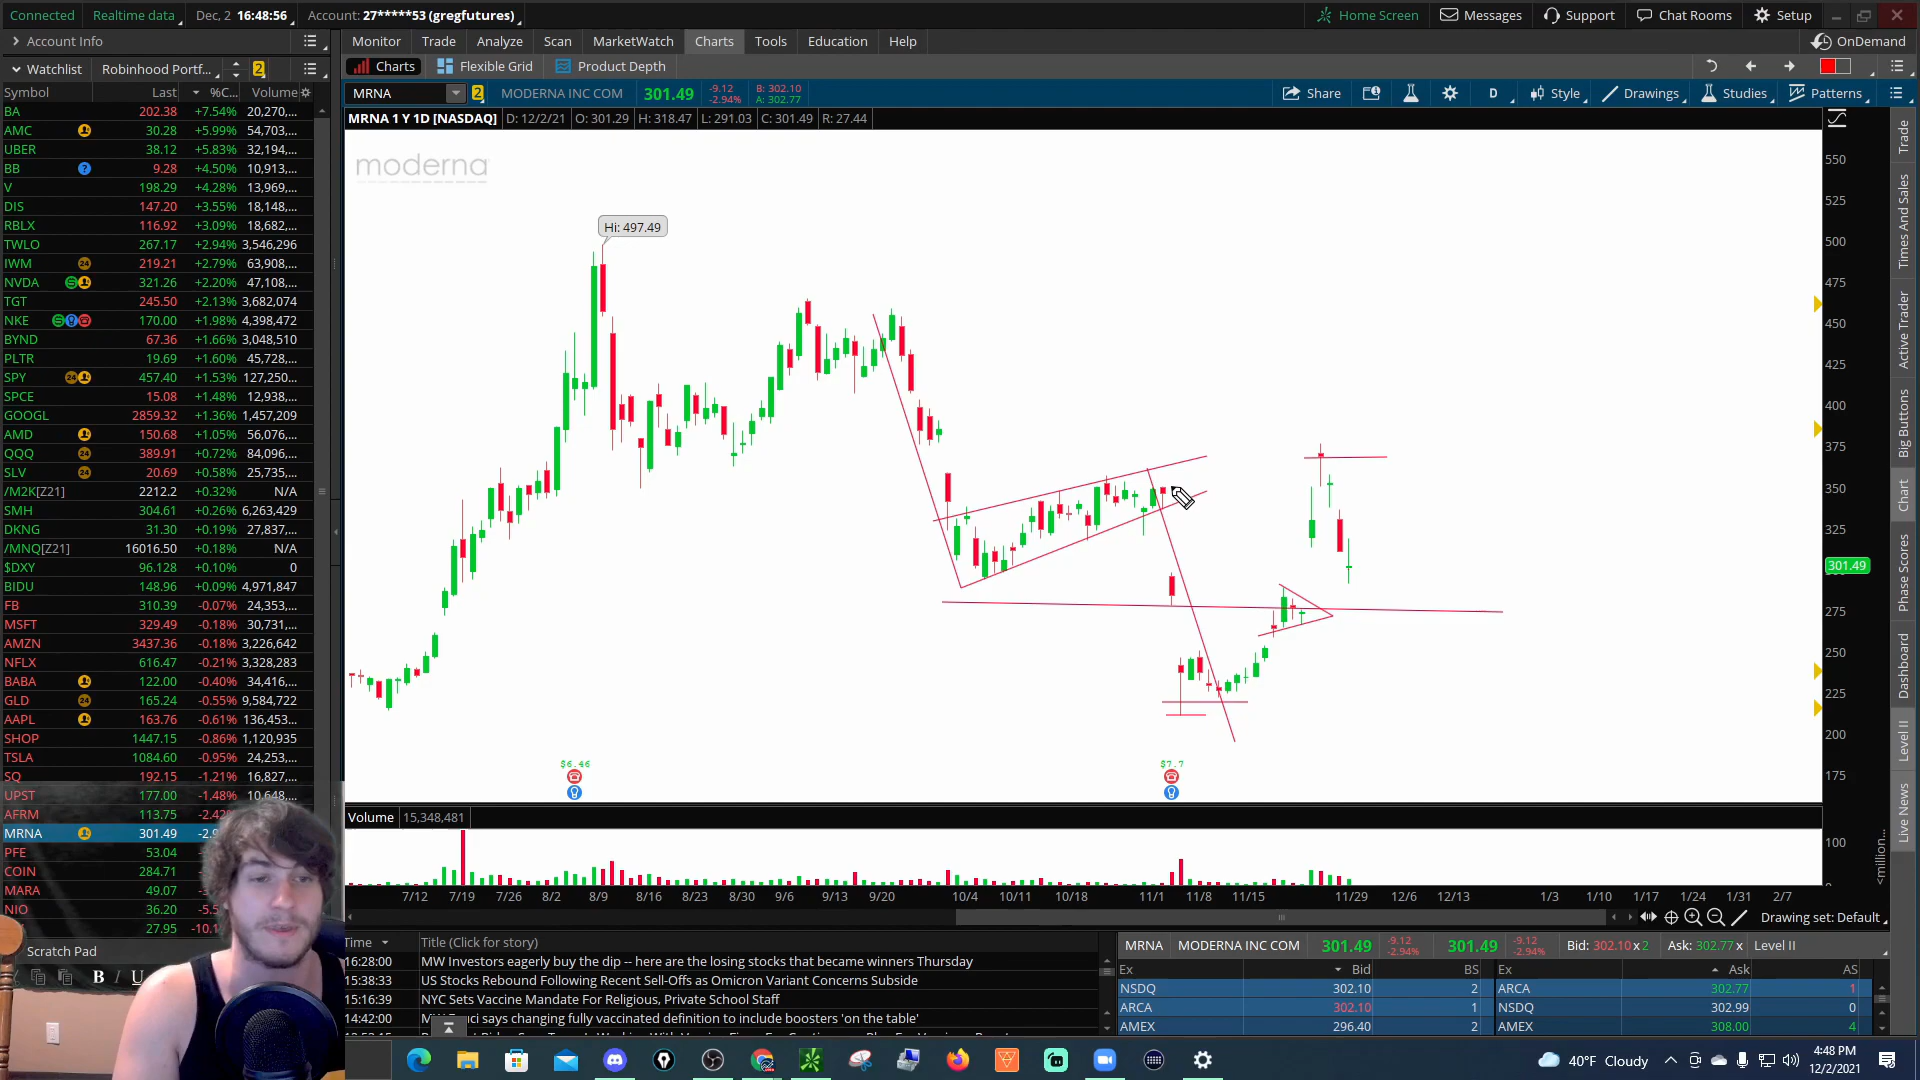 Connected Realtime data Dec, 2 16:48:56 Account: 27*****53 (gregfutures) Home Screen Messages Support Chat Rooms Setup
Account Info Monitor Trade Analyze Scan MarketWatch Charts Tools Education Help OnDemand
Watchlist Robinhood Portf... 2 Charts Flexible Grid Product Depth
Symbol Last %C... Volume MRNA 2 MODERNA INC COM 301.49 -9.12 -2.94% B: 302.10 A: 302.77 Share D Style Drawings Studies Patterns
MRNA 1 Y 1D [NASDAQ] D: 12/2/21 O: 301.29 H: 318.47 L: 291.03 C: 301.49 R: 27.44
BA 202.38 +7.54% 20,270,...
AMC 30.28 +5.99% 54,703,...
UBER 38.12 +5.83% 32,194,...
BB ? 9.28 +4.50% 10,913,...
V 198.29 +4.28% 13,969,...
DIS 147.20 +3.55% 18,148,...
RBLX 116.92 +3.09% 18,682,...
TWLO 267.17 +2.94% 3,546,296
IWM 24 219.21 +2.79% 63,908,...
NVDA 321.26 +2.20% 47,108,...
TGT 245.50 +2.13% 3,682,074
NKE 170.00 +1.98% 4,398,472
BYND 67.36 +1.66% 3,048,510
PLTR 19.69 +1.60% 45,728,...
SPY 24 457.40 +1.53% 127,250...
SPCE 15.08 +1.48% 12,938,...
GOOGL 2859.32 +1.36% 1,457,209
AMD 150.68 +1.05% 56,076,...
QQQ 24 389.91 +0.72% 84,096,...
SLV 24 20.69 +0.58% 25,735,...
/M2K[Z21] 2212.2 +0.32% N/A
SMH 304.61 +0.26% 6,263,429
DKNG 31.30 +0.19% 27,837,...
/MNQ[Z21] 16016.50 +0.18% N/A
$DXY 96.128 +0.10% 0
BIDU 148.96 +0.09% 4,971,847
FB 310.39 -0.07% 24,353,...
MSFT 329.49 -0.18% 30,731,...
AMZN 3437.36 -0.18% 3,226,642
NFLX 616.47 -0.21% 3,328,283
BABA 122.00 -0.40% 34,416,...
GLD 24 165.24 -0.55% 9,584,722
AAPL 163.76 -0.61% 136,453...
SHOP 1447.15 -0.86% 1,120,935
TSLA 1084.60 -0.95% 24,253,...
SQ 192.15 -1.21% 16,827,...
UPST 177.00 -1.48% 10,648,...
AFRM 113.75 -2.42%
MRNA 301.49 -2.9
PFE 53.04
COIN 284.71
MARA 49.07
NIO 36.20 -5.5
27.95 -10.1
Scratch Pad
B I U
moderna
Hi: 497.49
550
525
500
475
450
425
400
375
350
325
301.49
275
250
225
200
175
$6.46 $7.7
Volume 15,348,481
100
<millions...
7/12 7/19 7/26 8/2 8/9 8/16 8/23 8/30 9/6 9/13 9/20 10/4 10/11 10/18 11/1 11/8 11/15 11/29 12/6 12/13 1/3 1/10 1/17 1/24 1/31 2/7
Drawing set: Default
Trade
Times And Sales
Active Trader
Big Buttons
Chart
Phase Scores
Dashboard
Level II
Live News
Time Title (Click for story)
16:28:00 MW Investors eagerly buy the dip -- here are the losing stocks that became winners Thursday
15:38:33 US Stocks Rebound Following Recent Sell-Offs as Omicron Variant Concerns Subside
15:16:39 NYC Sets Vaccine Mandate For Religious, Private School Staff
14:42:00 says changing fully vaccinated definition to include boosters 'on the table'
MRNA MODERNA INC COM 301.49 -9.12 -2.94% 301.49 -9.12 -2.94% Bid: 302.10 x 2 Ask: 302.77 x Level II
Ex Bid BS Ex Ask AS
NSDQ 302.10 2 ARCA 302.77 1
ARCA 302.10 1 NSDQ 302.99 0
AMEX 296.40 2 AMEX 308.00 4
40°F Cloudy 4:48 PM
12/2/2021